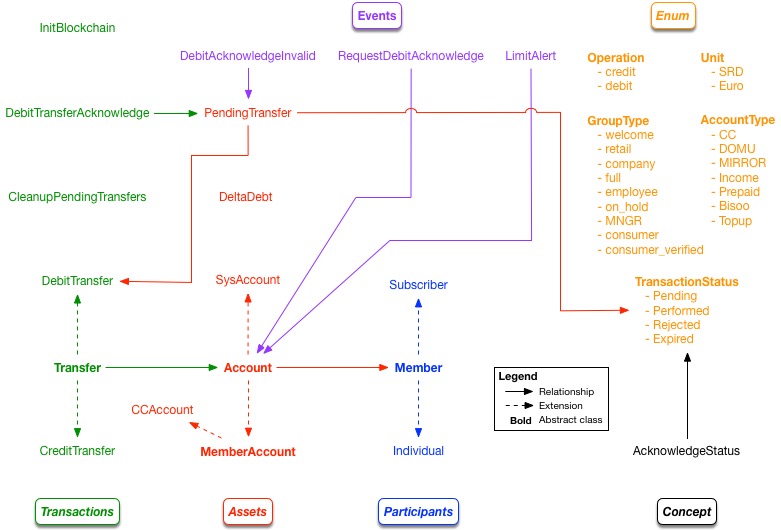 InitBlockchain
Events
Enum
DebitAcknowledgeInvalid
RequestDebitAcknowledge
LimitAlert
DebitTransferAcknowledge
PendingTransfer
CleanupPendingTransfers
DeltaDebt
Operation
- credit
- debit
Unit
- SRD
- Euro
GroupType
- welcome
- retail
- company
- full
- employee
- on_hold
- MNGR
- consumer
- consumer_verified
AccountType
- CC
- DOMU
- MIRROR
- Income
- Prepaid
- Bisoo
- Topup
DebitTransfer
SysAccount
Subscriber
TransactionStatus
- Pending
- Performed
- Rejected
- Expired
Transfer
Account
Member
Legend
Relationship
Extension
Bold Abstract class
CCAccount
CreditTransfer
MemberAccount
Individual
AcknowledgeStatus
Transactions
Assets
Participants
Concept